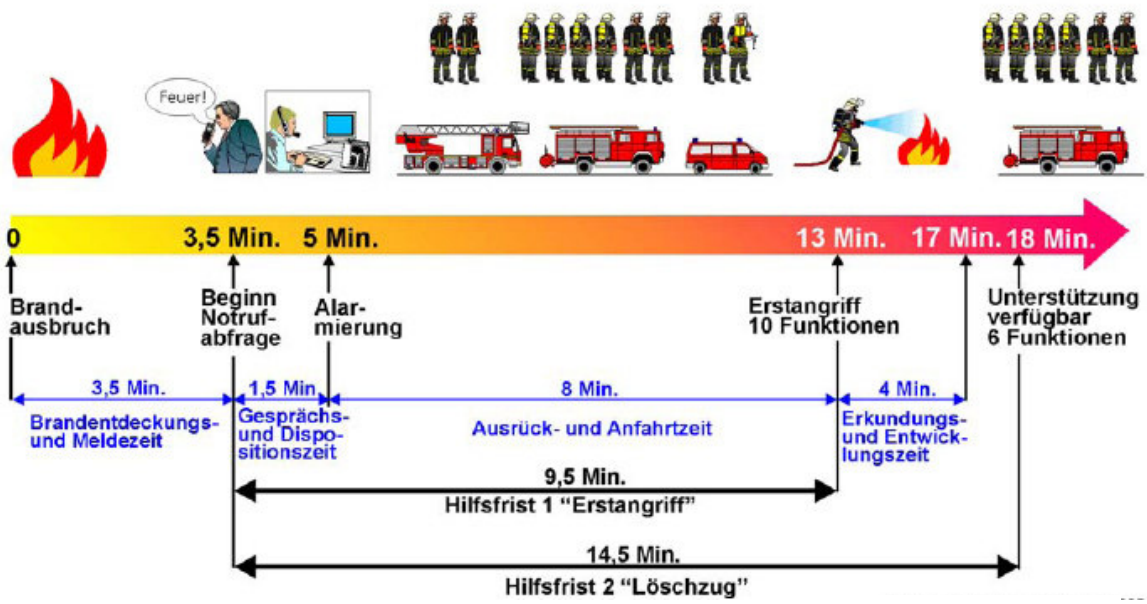 Feuer!
0
3,5 Min.
5 Min.
13 Min.
17 Min.
18 Min.
Brand-
ausbruch
Beginn
Notruf-
abfrage
Alar-
mierung
Erstangriff
10 Funktionen
Unterstützung
verfügbar
6 Funktionen
3,5 Min.
1,5 Min.
8 Min.
4 Min.
Brandentdeckungs-
und Meldezeit
Gesprächs-
und Dispo-
sitionszeit
Ausrück- und Anfahrtzeit
Erkundungs-
und Entwick-
lungszeit
9,5 Min.
Hilfsfrist 1 "Erstangriff"
14,5 Min.
Hilfsfrist 2 "Löschzug"